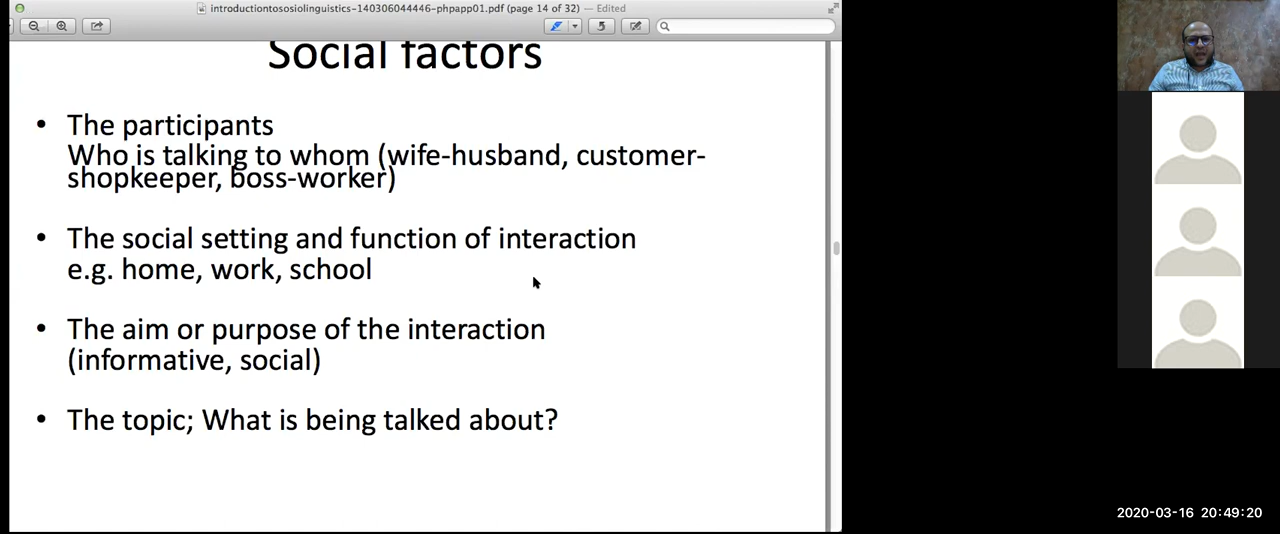 introductiontososiolinguistics-140306044446-phpapp01.pdf (page 14 of 32) — Edited
Social factors
• The participants
Who is talking to whom (wife-husband, customer-
shopkeeper, boss-worker)
• The social setting and function of interaction
e.g. home, work, school
• The aim or purpose of the interaction
(informative, social)
• The topic; What is being talked about?
2020-03-16 20:49:20